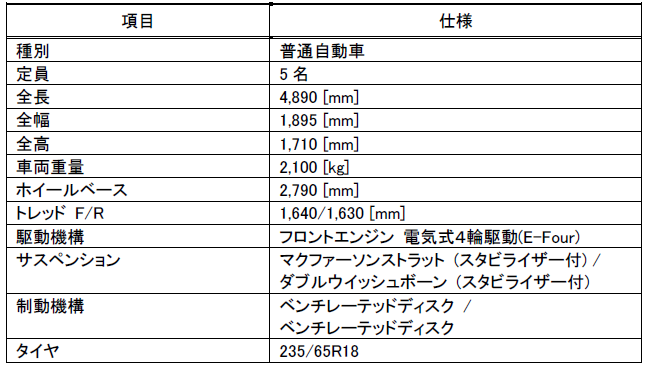 項目 仕様
種別 普通自動車
定員 5 名
全長 4,890 [mm]
全幅 1,895 [mm]
全高 1,710 [mm]
車両重量 2,100 [kg]
ホイールベース 2,790 [mm]
トレッド F/R 1,640/1,630 [mm]
駆動機構 フロントエンジン 電気式4輪駆動(E-Four)
サスペンション マクファーソンストラット (スタビライザー付) /
ダブルウイッシュボーン (スタビライザー付)
制動機構 ベンチレーテッドディスク /
ベンチレーテッドディスク
タイヤ 235/65R18